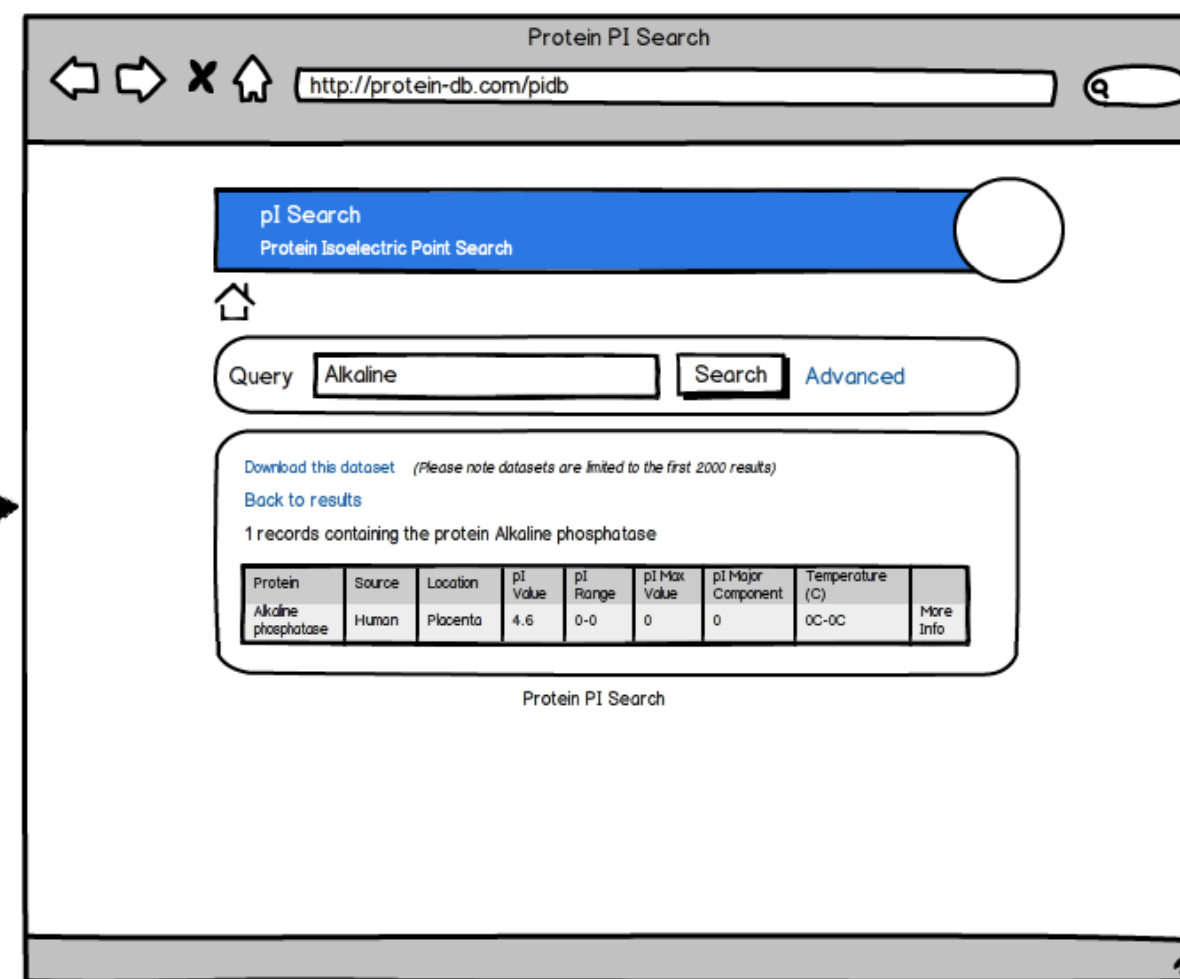 Protein PI Search
http://protein-db.com/pidb
pI Search
Protein Isoelectric Point Search
Query Alkaline Search Advanced
Download this dataset (Please note datasets are limited to the first 2000 results)
Back to results
1 records containing the protein Alkaline phosphatase
Protein Source Location pI Value pI Range pI Max Value pI Major Component Temperature (C)
Alkaline phosphatase Human Placenta 4.6 0-0 0 0 0C-0C More Info
Protein PI Search